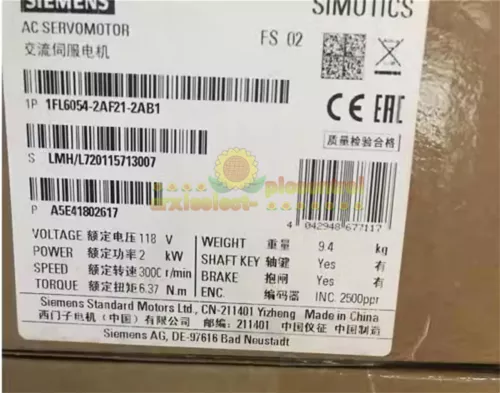 SIEMENS
SIMOTICS
AC SERVOMOTOR
FS 02
交流伺服电机
1P 1FL6054-2AF21-2AB1
CE EAC
质量检验合格
S LMH/L720115713007
P A5E41802617
4 042948 677117
VOLTAGE 额定电压 118 V
WEIGHT 重量 9.4 kg
POWER 额定功率 2 kW
SHAFT KEY 轴键 Yes 有
SPEED 额定转速 3000 r/min
BRAKE 抱闸 Yes 有
TORQUE 额定扭矩 6.37 N.m
ENC. 编码器 INC. 2500ppr
Siemens Standard Motors Ltd., CN-211401 Yizheng Made in China
西门子电机（中国）有限公司 邮编: 211401 中国仪征 中国制造
Siemens AG, DE-97616 Bad Neustadt